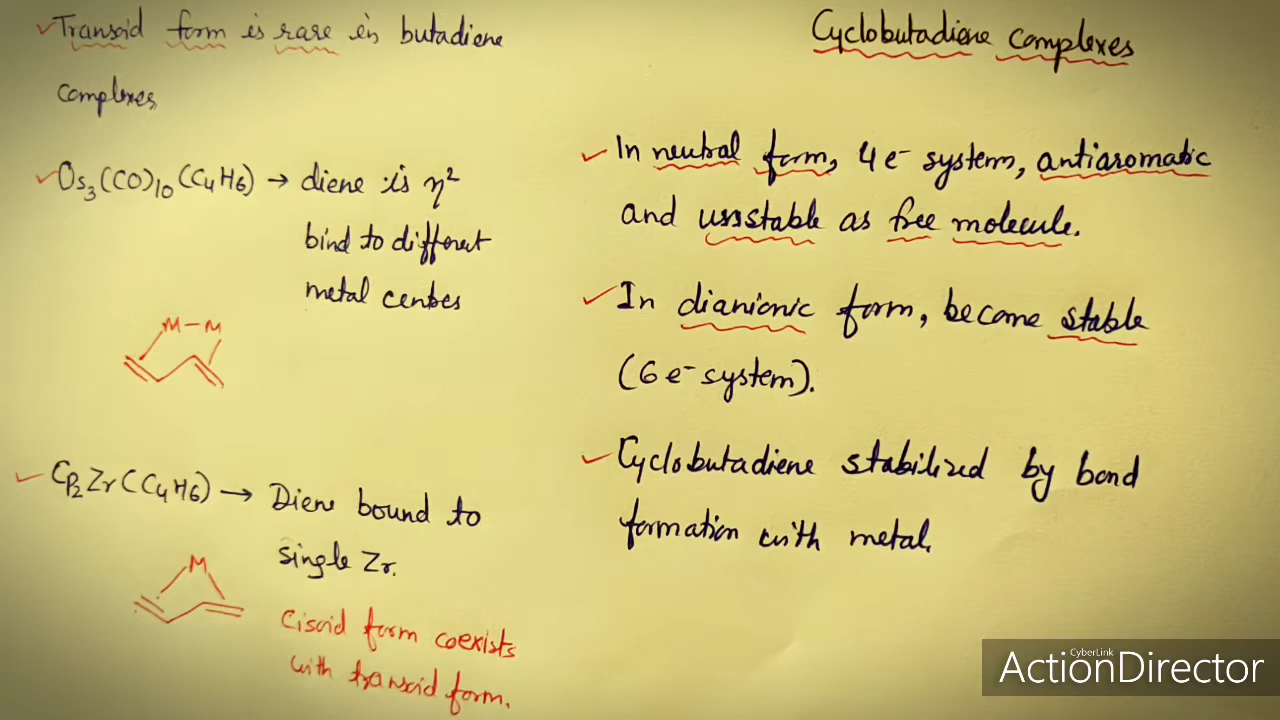 Transoid form is rare in butadiene
complexes
Os3(CO)10(C4H6) → diene is η²
bind to different
metal centres
M-M
Cp2Zr(C4H6) → Diene bound to
single Zr.
M
Cisoid form coexists
with transoid form.
Cyclobutadiene complexes
In neutral form, 4e⁻ system, antiaromatic
and unstable as free molecule.
In dianionic form, become stable
(6e⁻ system).
Cyclobutadiene stabilized by bond
formation with metal.
CyberLink
ActionDirector